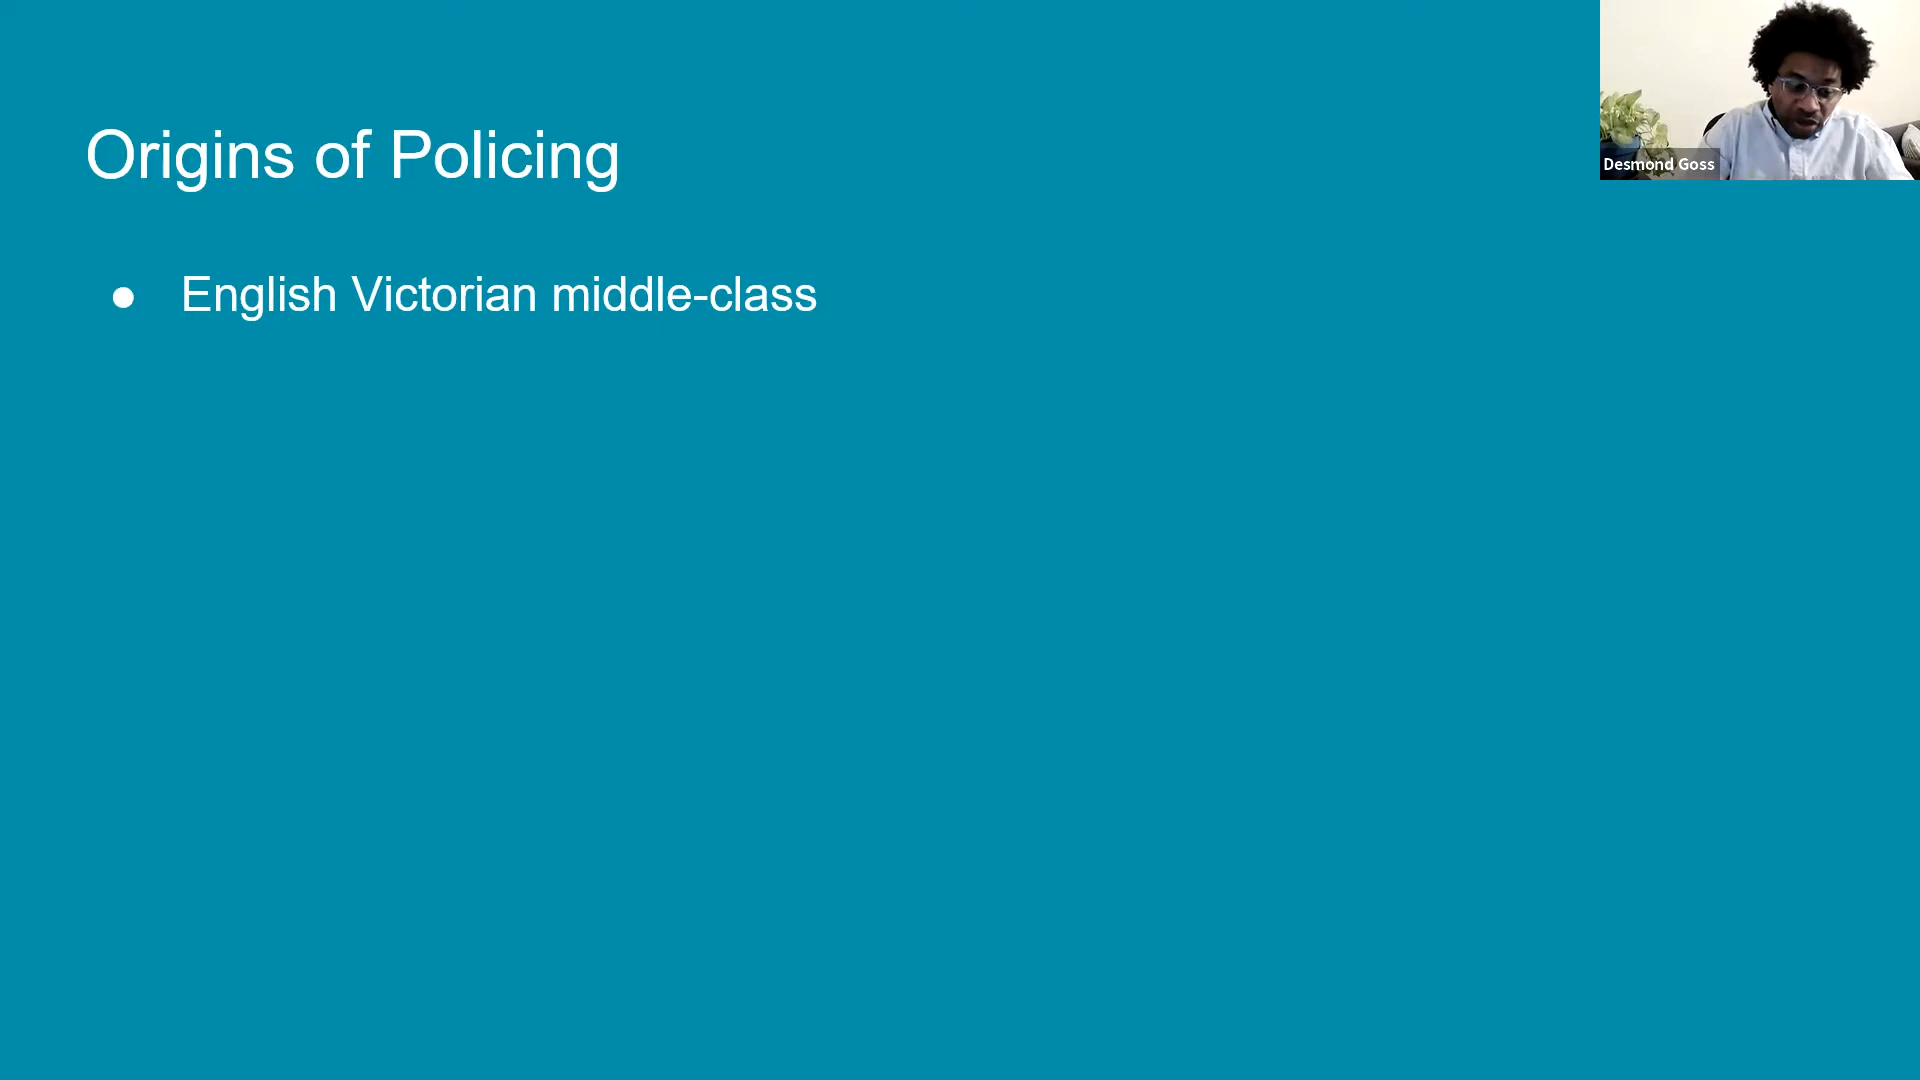 Origins of Policing
● English Victorian middle-class
Desmond Goss